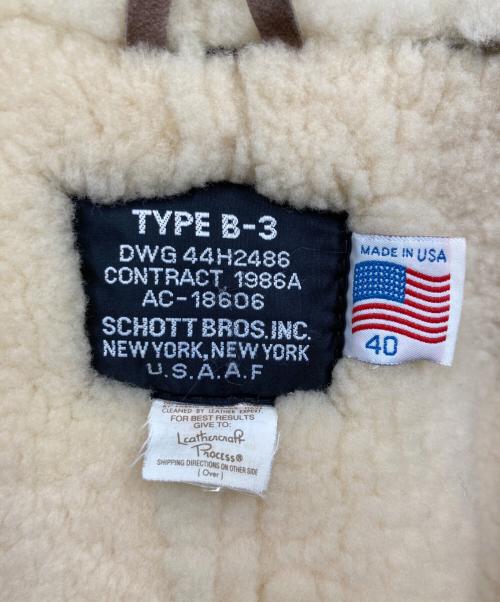 TYPE B-3
DWG 44H2486
CONTRACT 1986A
AC-18606
SCHOTT BROS.INC.
NEW YORK,NEW YORK
U.S.A.A.F
MADE IN USA
40
CLEANED BY LEATHER EXPERT.
FOR BEST RESULTS
GIVE TO:
Leathercraft
Process®
SHIPPING DIRECTIONS ON OTHER SIDE
(Over)